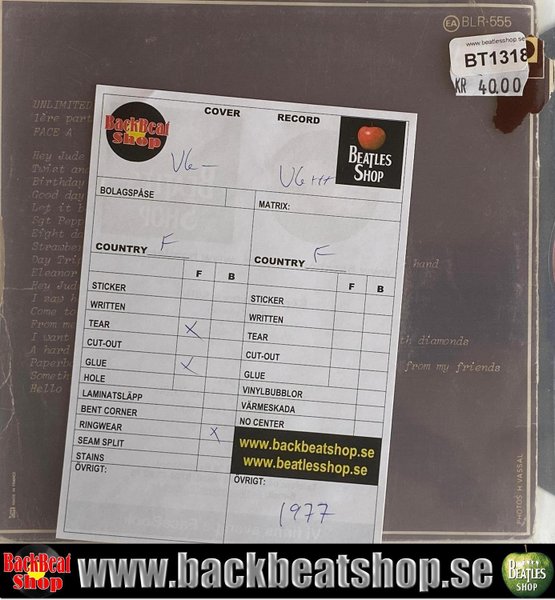 EA BLR-555
www.beatlesshop.se
BT1318
KR 40.00
UNLIMITED
1ère part
FACE A
Hey Jude
Twist and
Birthday
Good day
Let it b
Sgt Pepp
Eight da
Strawber
Day Trip
Eleanor
Hey Jud
I saw h
Come to
From me
I want
A hard
Paperb
Someth
Hello
hand
th diamonds
from my friends
PHOTOS H VASSAL
MADE IN FRANCE
COVER RECORD
BackBeat
Shop
BEATLES
SHOP
VG- VG++
BOLAGSPÅSE
MATRIX:
COUNTRY F
COUNTRY F
F B
F B
STICKER
WRITTEN
TEAR X
CUT-OUT
GLUE X
HOLE
LAMINATSLÄPP
BENT CORNER
RINGWEAR X
SEAM SPLIT
STAINS
ÖVRIGT:
STICKER
WRITTEN
TEAR
CUT-OUT
GLUE
VINYLBUBBLOR
VÄRMESKADA
NO CENTER
www.backbeatshop.se
www.beatlesshop.se
ÖVRIGT:
1977
BackBeat
Shop
www.backbeatshop.se
BEATLES
SHOP